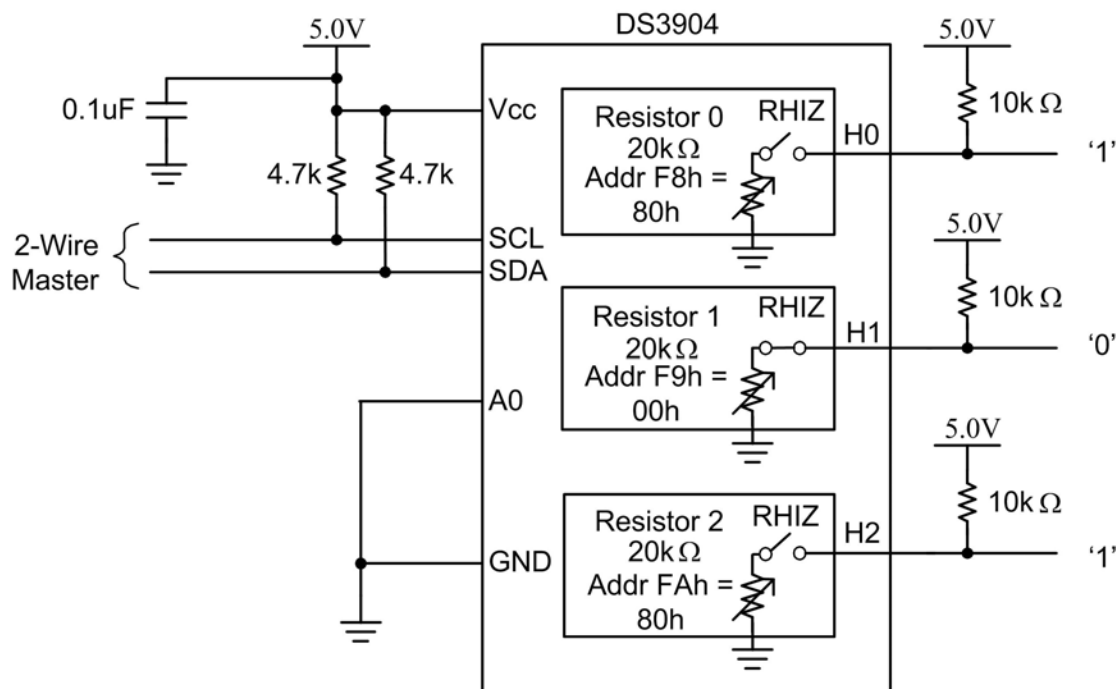 DS3904
5.0V
5.0V
0.1uF
Vcc
4.7k
4.7k
2-Wire
Master
SCL
SDA
A0
GND
Resistor 0
20kΩ
Addr F8h =
80h
RHIZ
H0
10k Ω
‘1’
5.0V
Resistor 1
20kΩ
Addr F9h =
00h
RHIZ
H1
10k Ω
‘0’
5.0V
Resistor 2
20kΩ
Addr FAh =
80h
RHIZ
H2
10k Ω
‘1’